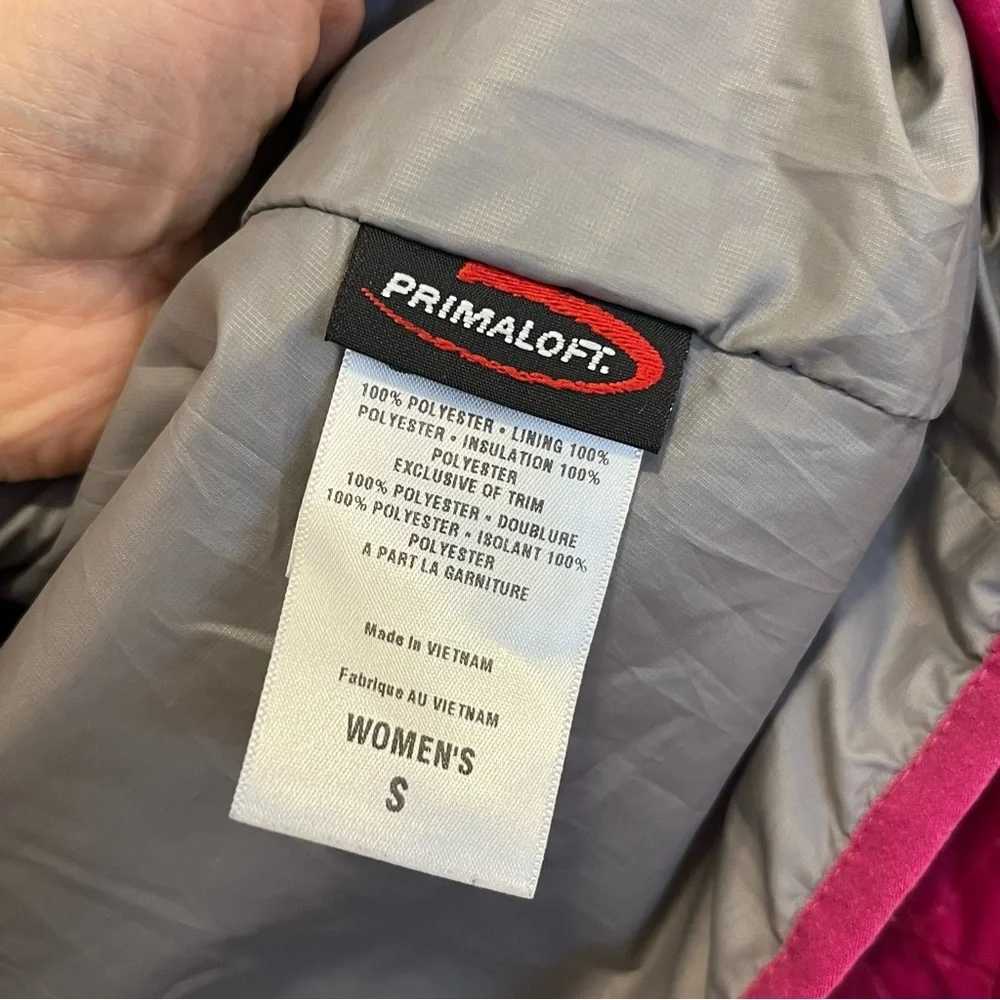 PRIMALOFT.
100% POLYESTER • LINING 100%
POLYESTER • INSULATION 100%
POLYESTER
EXCLUSIVE OF TRIM
100% POLYESTER • DOUBLURE
100% POLYESTER • ISOLANT 100%
POLYESTER
A PART LA GARNITURE
Made In VIETNAM
Fabrique AU VIETNAM
WOMEN'S
S